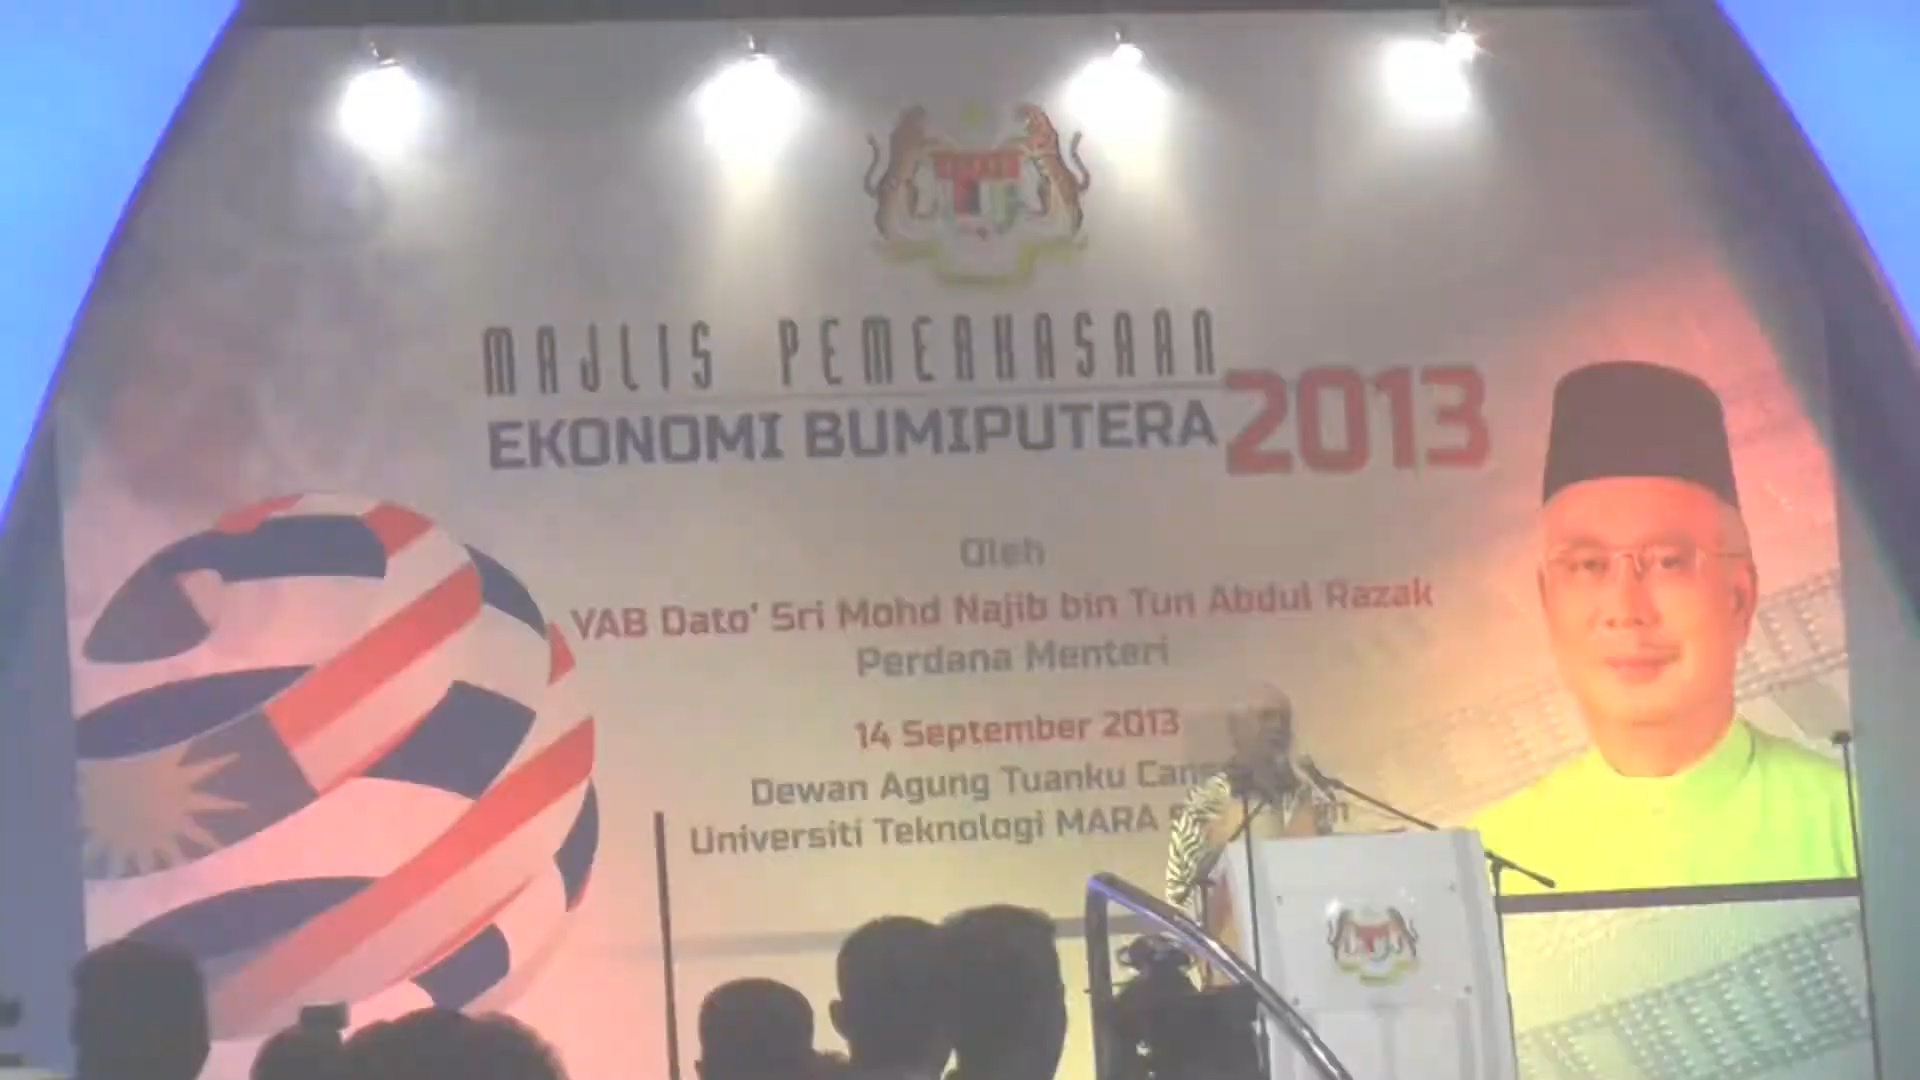 MAJLIS PEMERKASAAN
EKONOMI BUMIPUTERA 2013
Oleh
YAB Dato' Sri Mohd Najib bin Tun Abdul Razak
Perdana Menteri
14 September 2013
Dewan Agung Tuanku
Universiti Teknologi MARA